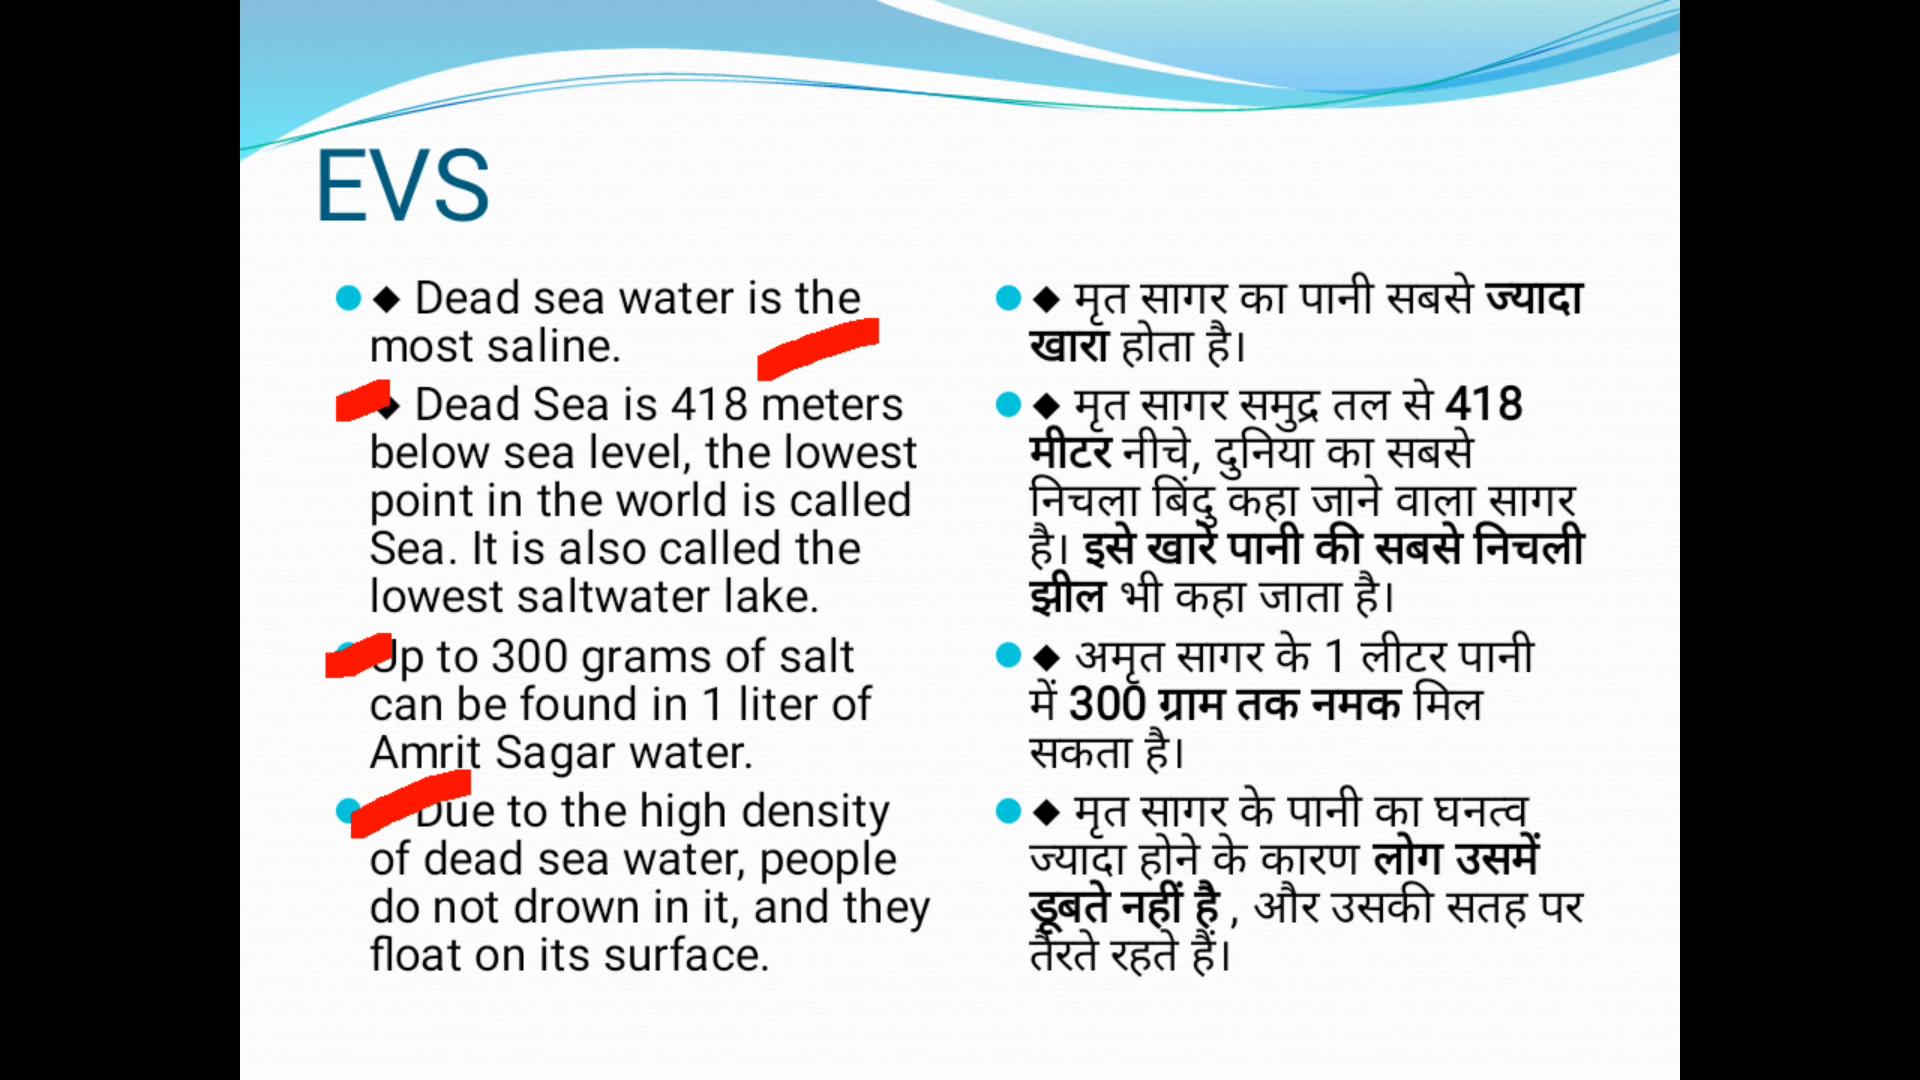 EVS
◆ Dead sea water is the
most saline.
◆ Dead Sea is 418 meters
below sea level, the lowest
point in the world is called
Sea. It is also called the
lowest saltwater lake.
Up to 300 grams of salt
can be found in 1 liter of
Amrit Sagar water.
Due to the high density
of dead sea water, people
do not drown in it, and they
float on its surface.
◆ मृत सागर का पानी सबसे ज्यादा
खारा होता है।
◆ मृत सागर समुद्र तल से 418
मीटर नीचे, दुनिया का सबसे
निचला बिंदु कहा जाने वाला सागर
है। इसे खारे पानी की सबसे निचली
झील भी कहा जाता है।
◆ अमृत सागर के 1 लीटर पानी
में 300 ग्राम तक नमक मिल
सकता है।
◆ मृत सागर के पानी का घनत्व
ज्यादा होने के कारण लोग उसमें
डूबते नहीं है , और उसकी सतह पर
तैरते रहते हैं।